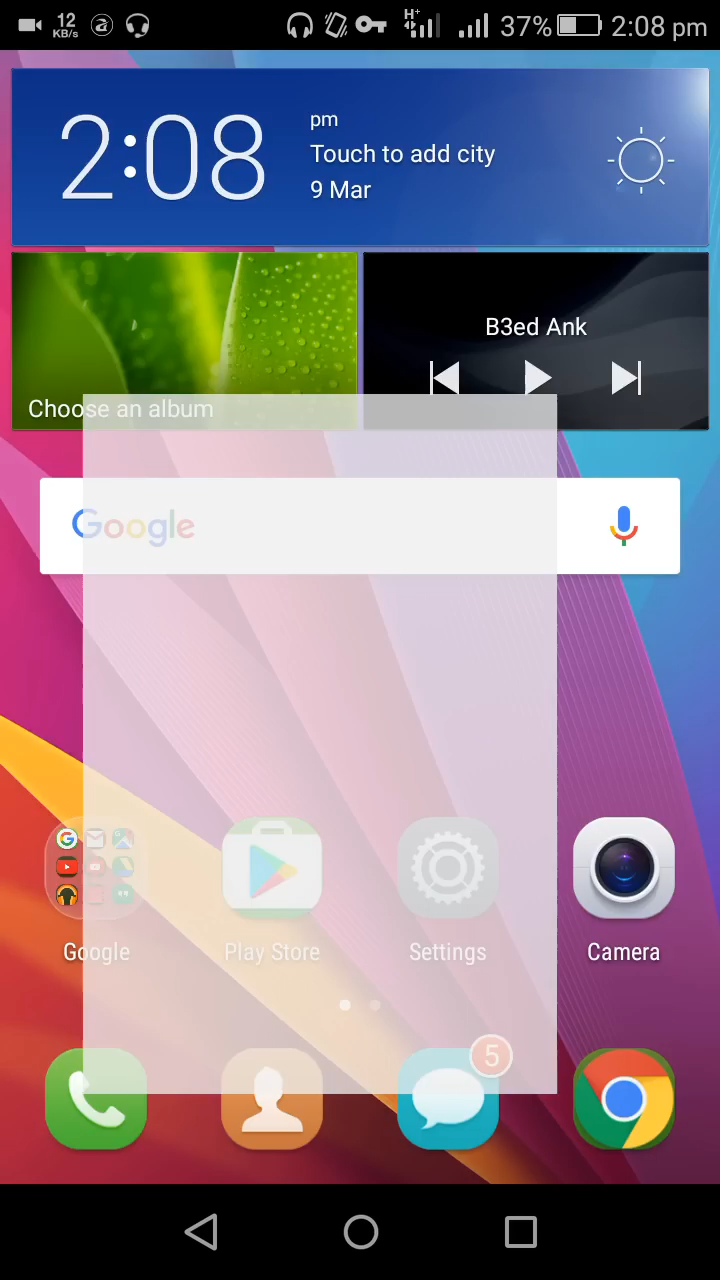 12
KB/s
H+
37%
2:08 pm
2:08
pm
Touch to add city
9 Mar
Choose an album
B3ed Ank
Google
Google
Play Store
Settings
Camera
5